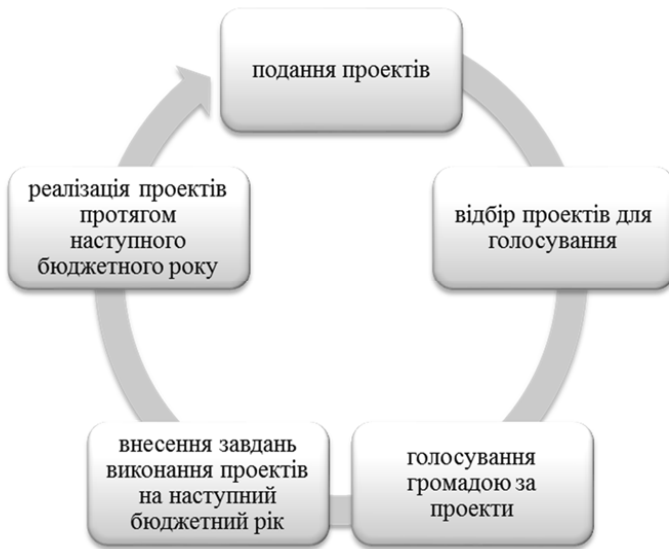 подання проектів
відбір проектів для
голосування
голосування
громадою за
проекти
внесення завдань
виконання проектів
на наступний
бюджетний рік
реалізація проектів
протягом
наступного
бюджетного року